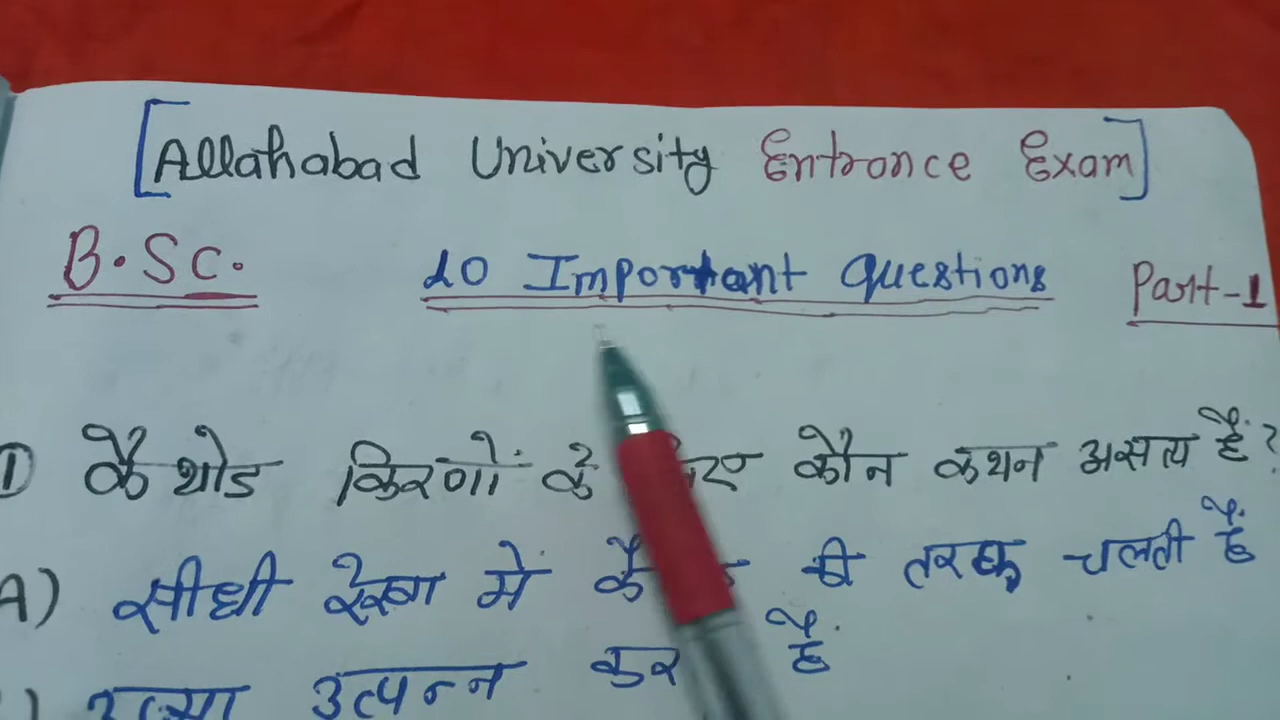 [Allahabad University Entrance Exam]
B.Sc. 10 Important Questions Part-1
① कैथोड किरणों के कौन कथन असत्य हैं?
A) सीधी रेखा में की तरफ चलती हैं
उत्पन्न कर हैं